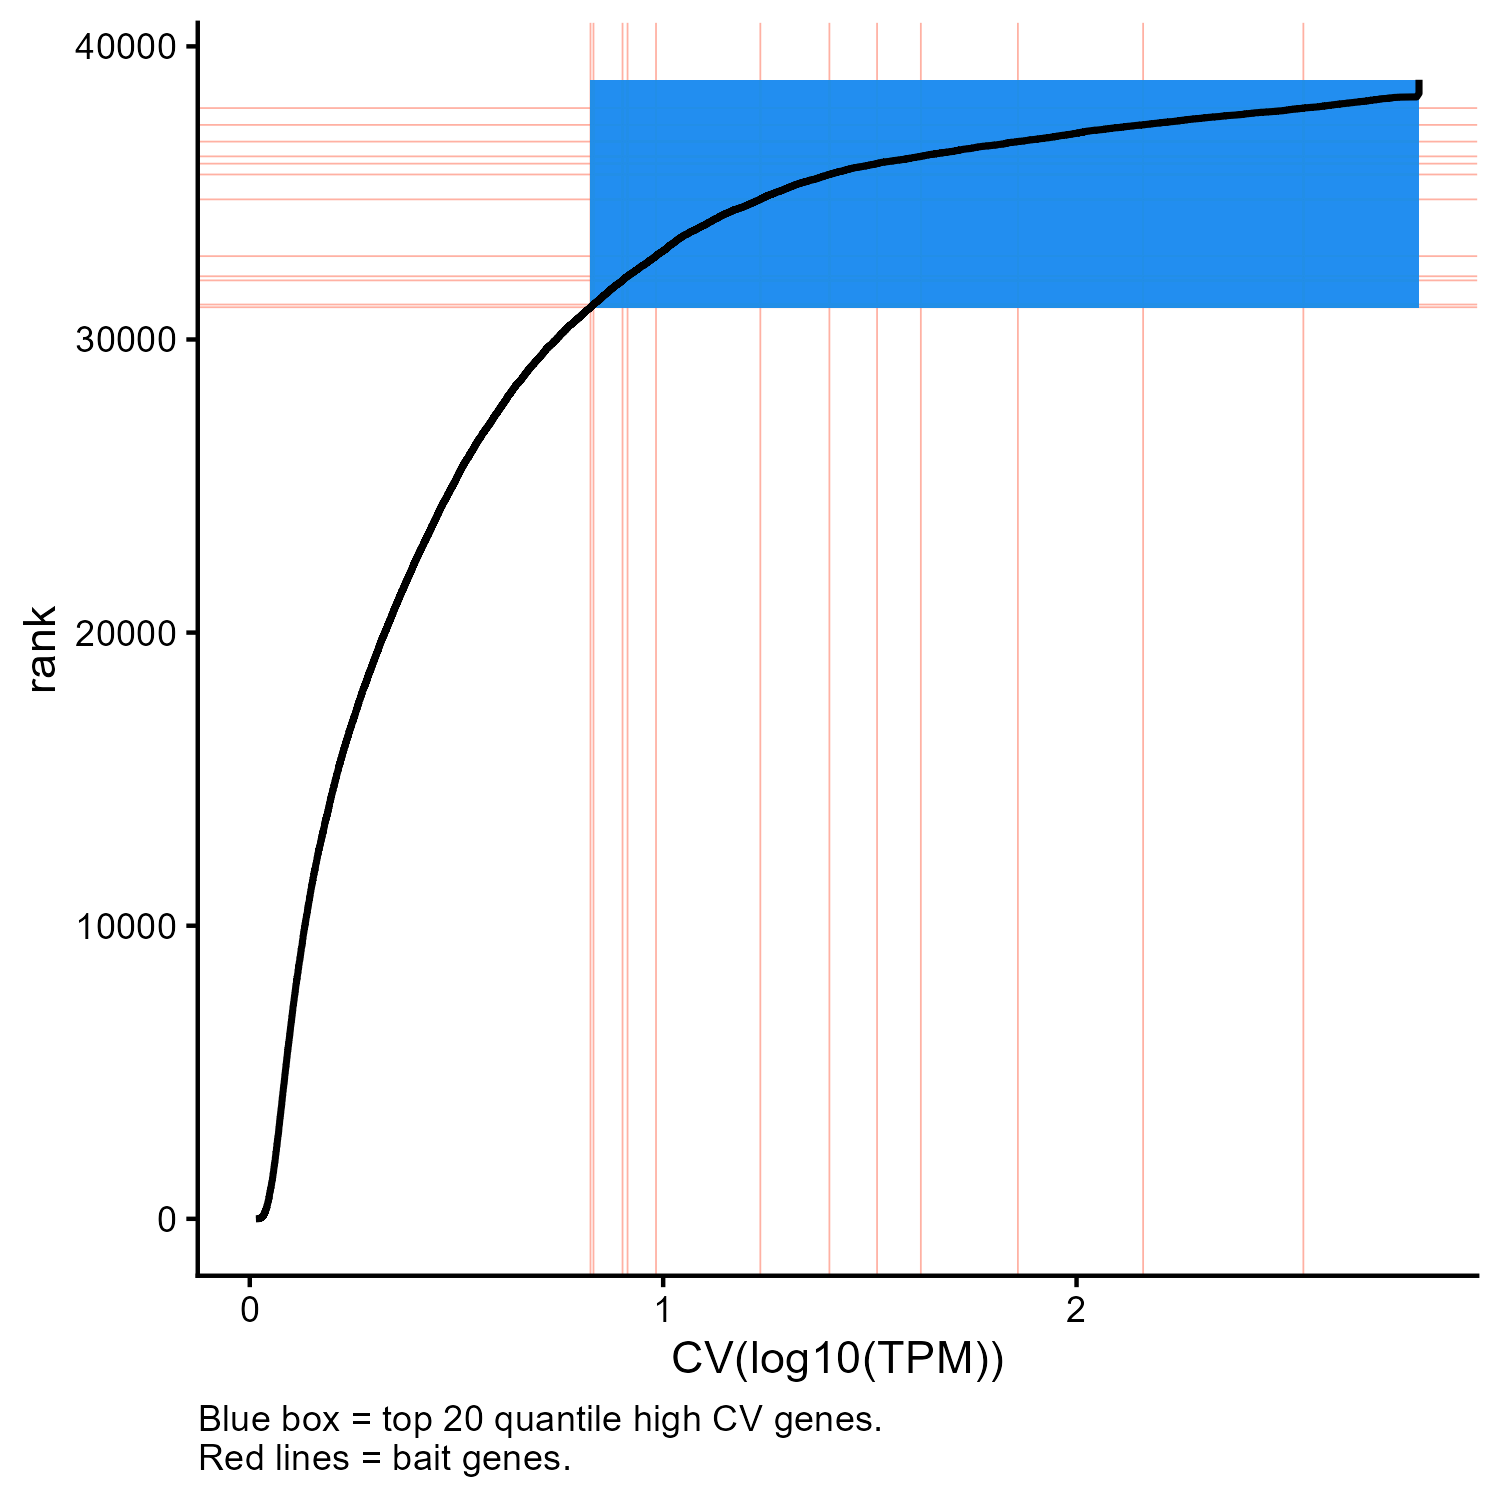 40000
30000
20000
10000
0
rank
0 1 2
CV(log10(TPM))
Blue box = top 20 quantile high CV genes.
Red lines = bait genes.